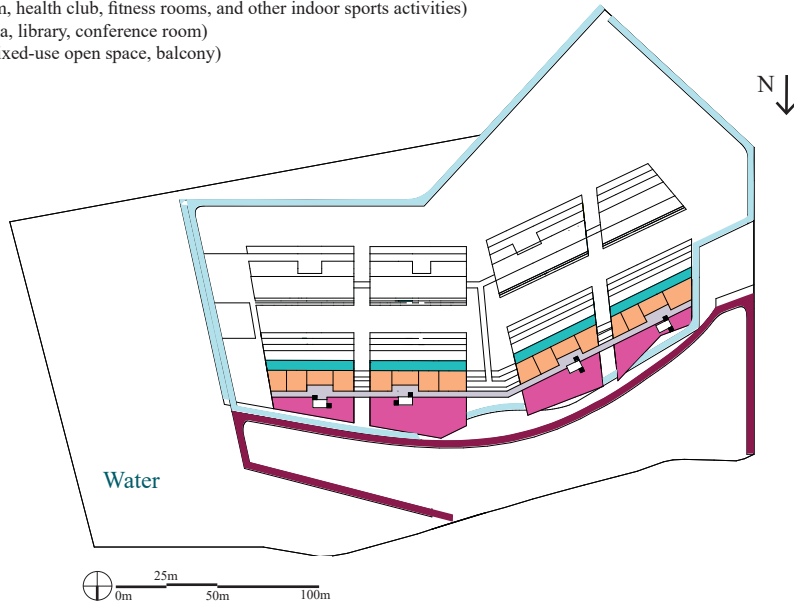 m, health club, fitness rooms, and other indoor sports activities)
a, library, conference room)
ixed-use open space, balcony)
N
Water
25m
0m
50m
100m